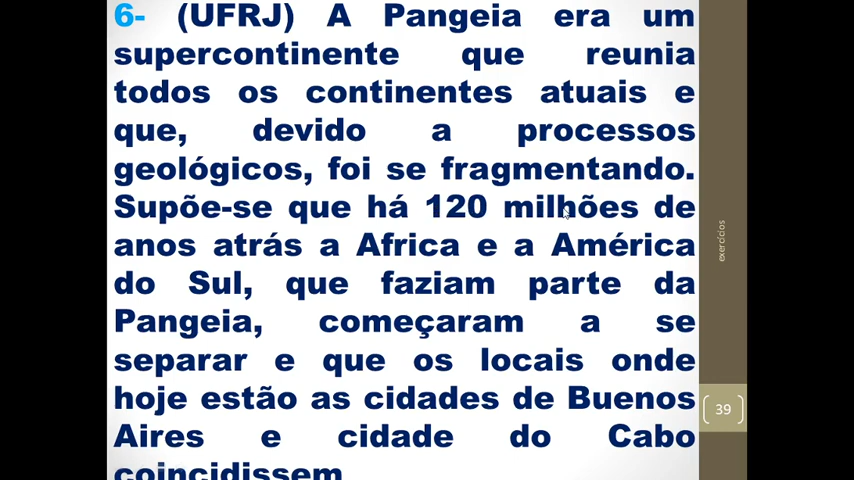 6- (UFRJ) A Pangeia era um
supercontinente que reunia
todos os continentes atuais e
que, devido a processos
geológicos, foi se fragmentando.
Supõe-se que há 120 milhões de
anos atrás a Africa e a América
do Sul, que faziam parte da
Pangeia, começaram a se
separar e que os locais onde
hoje estão as cidades de Buenos
Aires e cidade do Cabo
coincidissem
exercícios
39